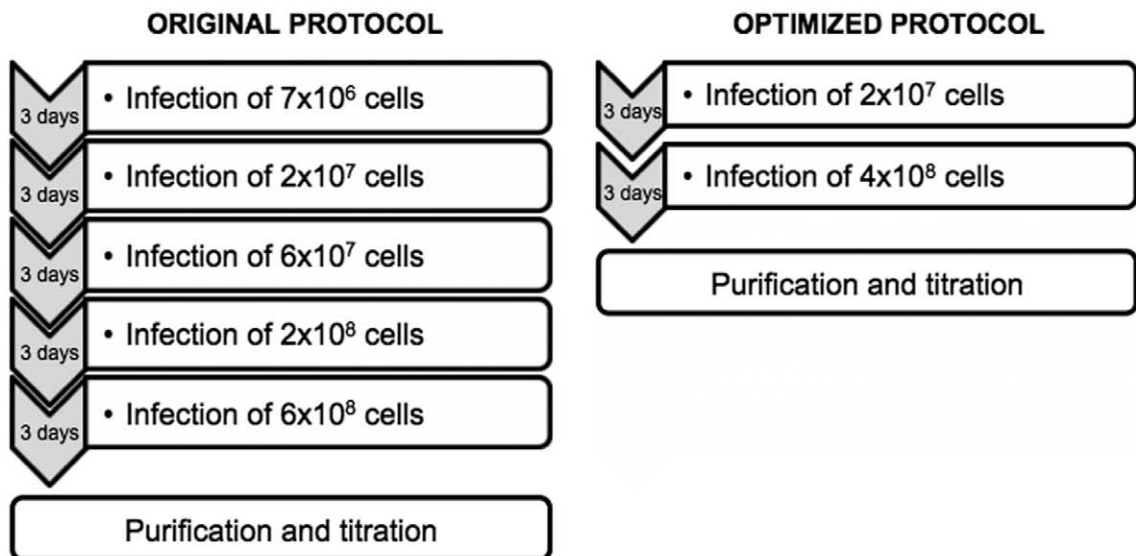 ORIGINAL PROTOCOL
3 days
• Infection of 7x10⁶ cells
3 days
• Infection of 2x10⁷ cells
3 days
• Infection of 6x10⁷ cells
3 days
• Infection of 2x10⁸ cells
3 days
• Infection of 6x10⁸ cells
Purification and titration
OPTIMIZED PROTOCOL
3 days
• Infection of 2x10⁷ cells
3 days
• Infection of 4x10⁸ cells
Purification and titration